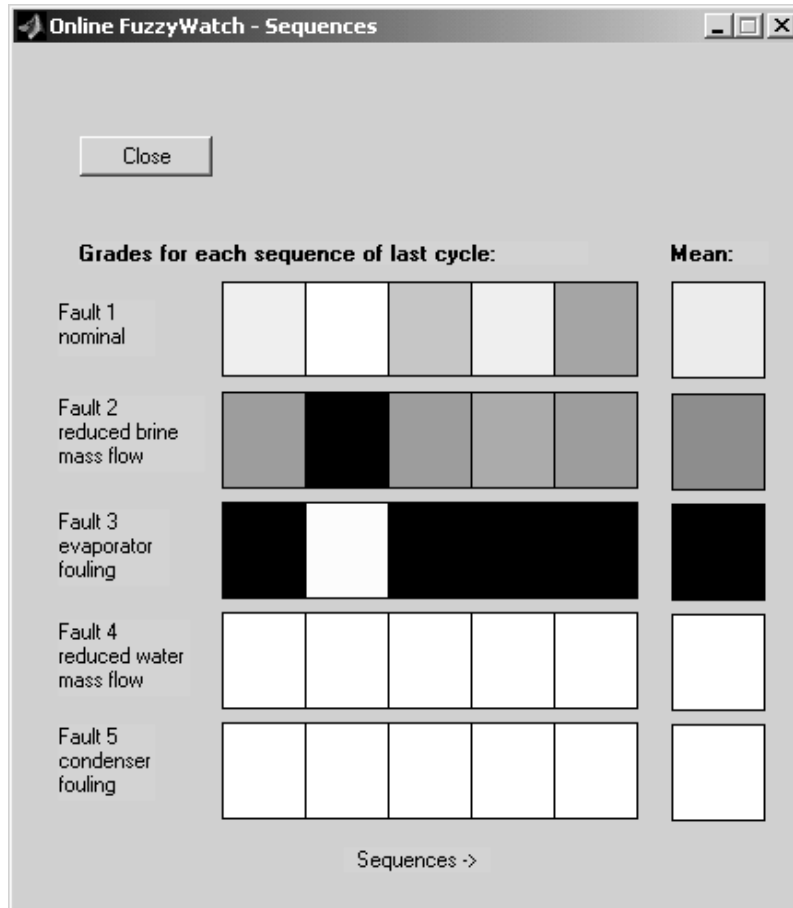 Online FuzzyWatch - Sequences
Close
Grades for each sequence of last cycle:
Mean:
Fault 1
nominal
Fault 2
reduced brine
mass flow
Fault 3
evaporator
fouling
Fault 4
reduced water
mass flow
Fault 5
condenser
fouling
Sequences ->